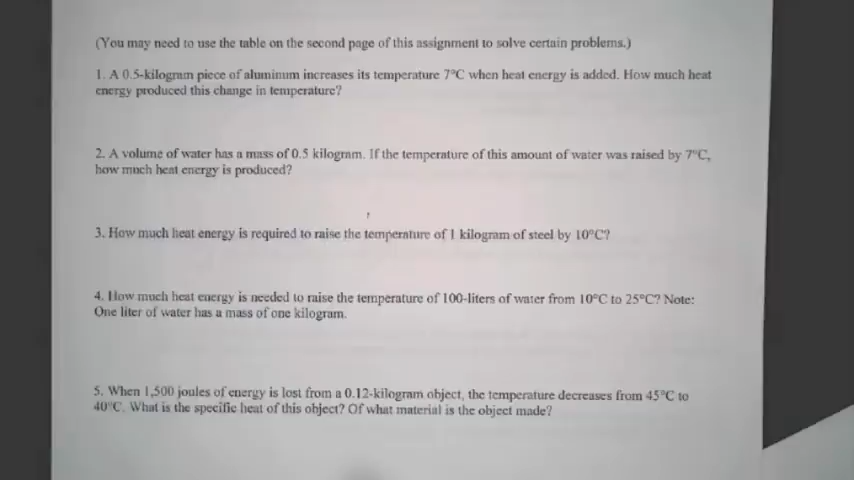 (You may need to use the table on the second page of this assignment to solve certain problems.)
1. A 0.5-kilogram piece of aluminum increases its temperature 7°C when heat energy is added. How much heat
energy produced this change in temperature?
2. A volume of water has a mass of 0.5 kilogram. If the temperature of this amount of water was raised by 7°C,
how much heat energy is produced?
3. How much heat energy is required to raise the temperature of 1 kilogram of steel by 10°C?
4. How much heat energy is needed to raise the temperature of 100-liters of water from 10°C to 25°C? Note:
One liter of water has a mass of one kilogram.
5. When 1,500 joules of energy is lost from a 0.12-kilogram object, the temperature decreases from 45°C to
40°C. What is the specific heat of this object? Of what material is the object made?